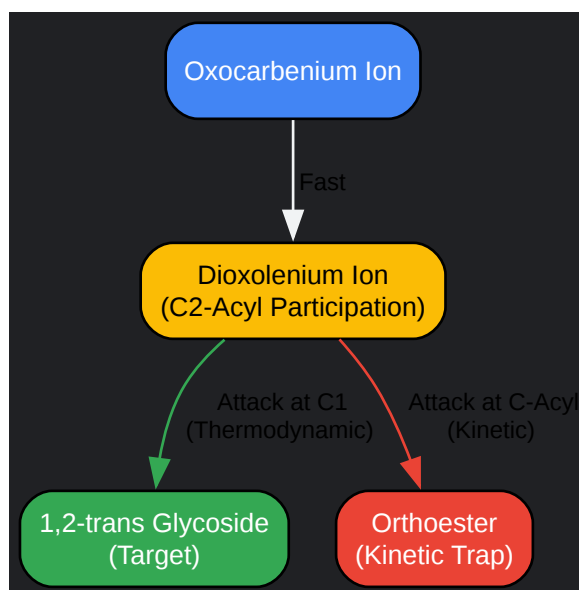 Oxocarbenium Ion
Fast
Dioxolenium Ion
(C2-Acyl Participation)
Attack at C1
(Thermodynamic)
Attack at C-Acyl
(Kinetic)
1,2-trans Glycoside
(Target)
Orthoester
(Kinetic Trap)